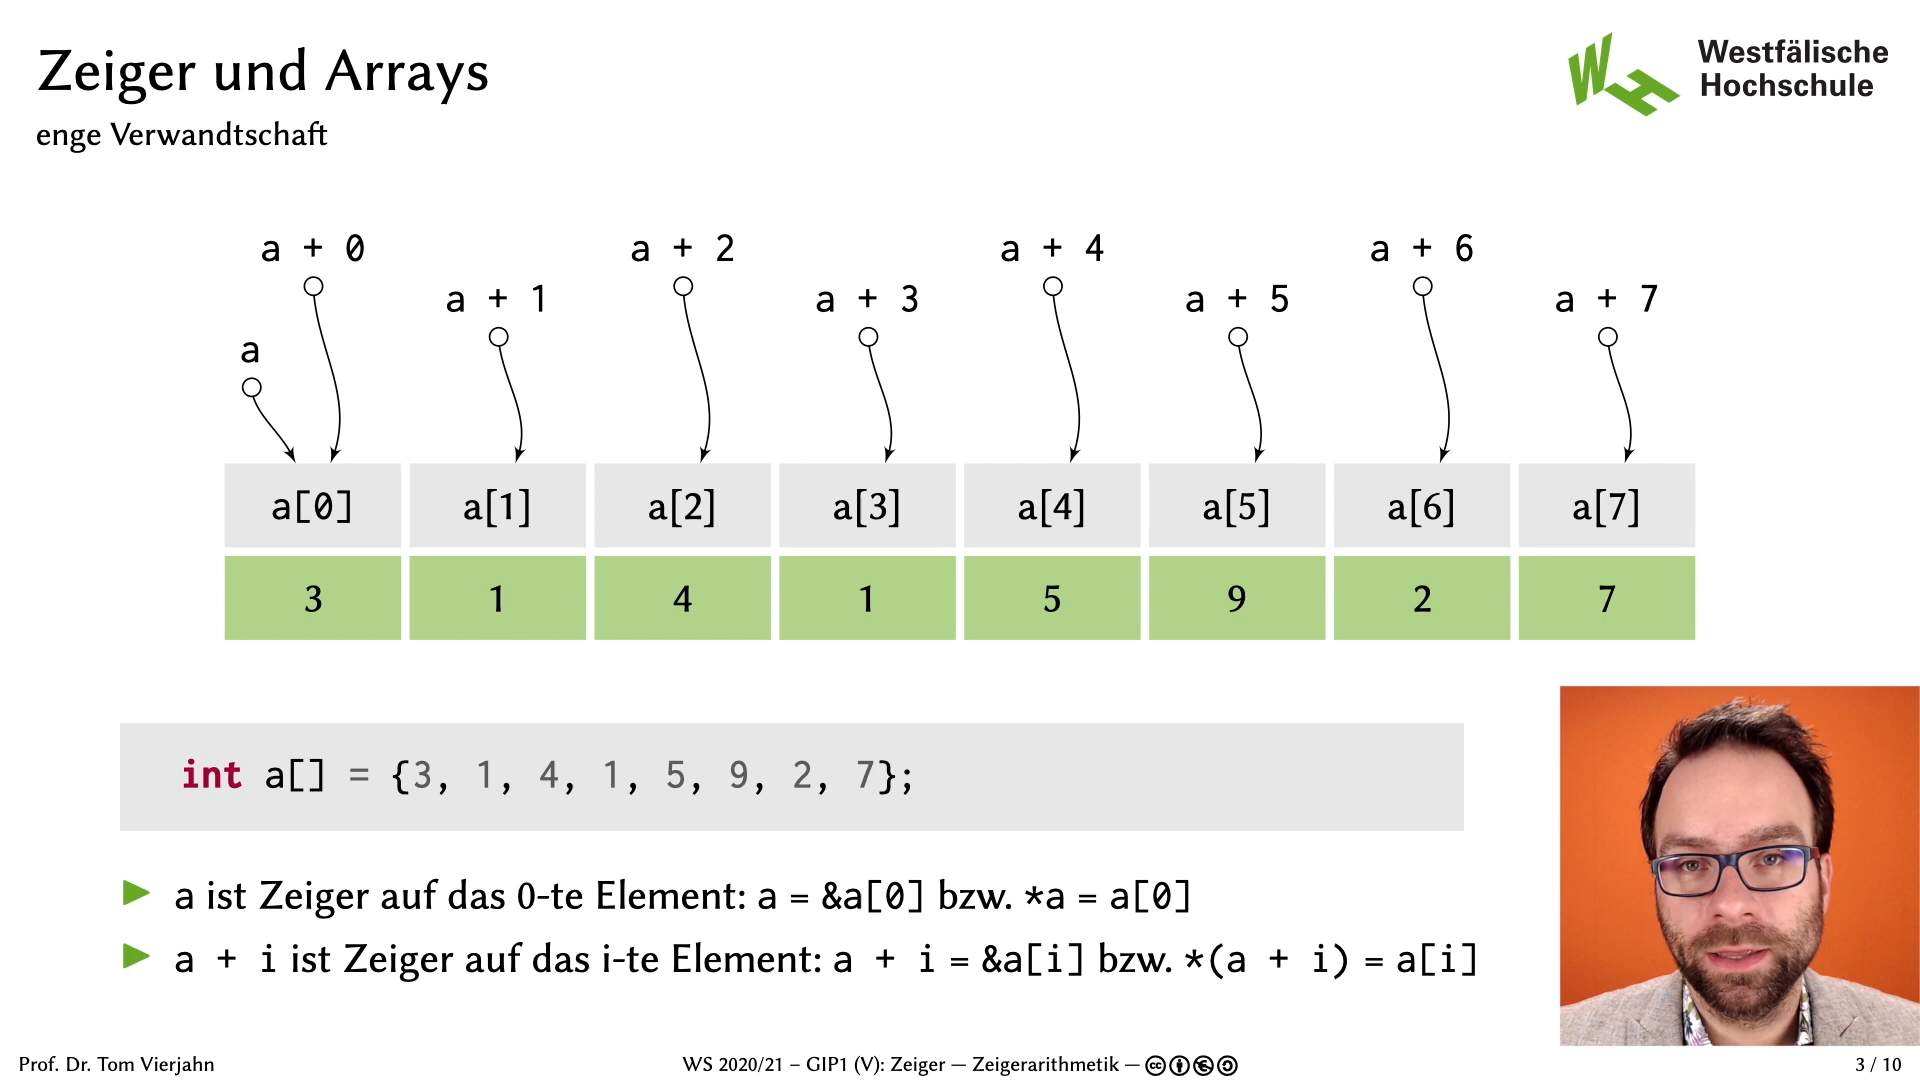 Zeiger und Arrays
enge Verwandtschaft
Westfälische
Hochschule
a + 0
a + 2
a + 4
a + 6
a + 1
a + 3
a + 5
a + 7
a
a[0] a[1] a[2] a[3] a[4] a[5] a[6] a[7]
3 1 4 1 5 9 2 7
int a[] = {3, 1, 4, 1, 5, 9, 2, 7};
a ist Zeiger auf das 0-te Element: a = &a[0] bzw. *a = a[0]
a + i ist Zeiger auf das i-te Element: a + i = &a[i] bzw. *(a + i) = a[i]
Prof. Dr. Tom Vierjahn
WS 2020/21 – GIP1 (V): Zeiger — Zeigerarithmetik —
3 / 10